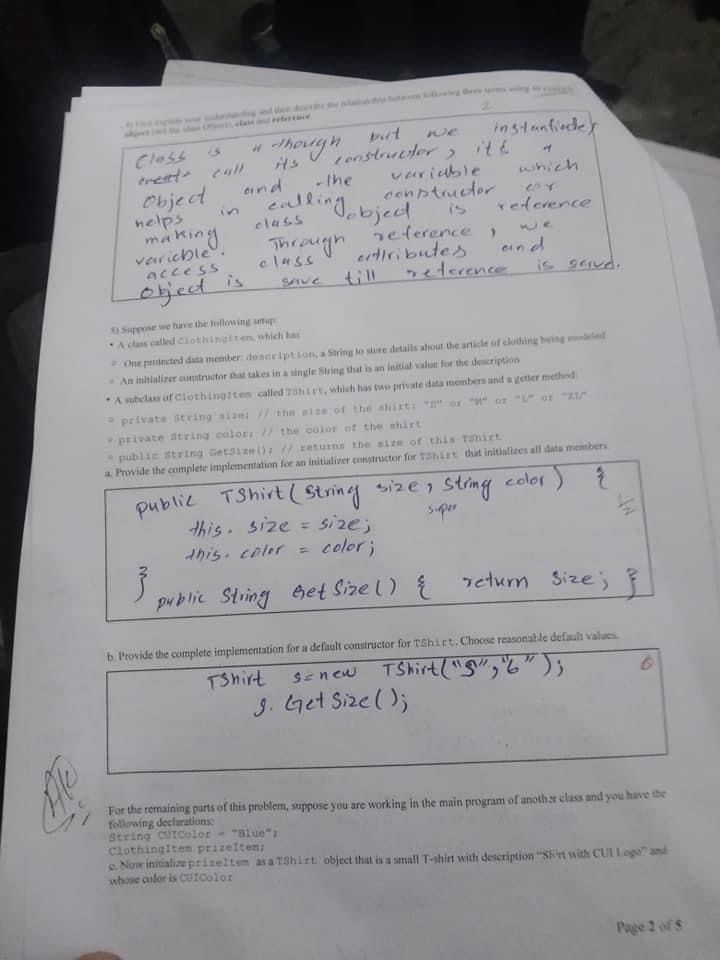 4) First explain your understanding and then describe the relationship between following three terms using
object (not the class Object), class and reference
2
Class is a though but we instantiate /
create call its constructor, its a
Object and the variable which
helps in calling constructor or
making class object is reference
varicble. Through reference, we
access class attributes and
object is save till reference is save.
5) Suppose we have the following setup:
• A class called ClothingItem, which has
o One protected data member: description, a String to store details about the article of clothing being modeled
o An initializer constructor that takes in a single String that is an initial value for the description
• A subclass of ClothingItem called TShirt, which has two private data members and a getter method:
o private String size; // the size of the shirt: "S" or "M" or "L" or "XL"
o private String color; // the color of the shirt
o public String GetSize(); // returns the size of this TShirt
a. Provide the complete implementation for an initializer constructor for TShirt that initializes all data members.
public TShirt ( String size, String color ) {
super
this. size = size;
1/2
this. color = color;
}
public String Get Size () { return Size; }
b. Provide the complete implementation for a default constructor for TShirt. Choose reasonable default values.
TShirt s = new TShirt ("S", "b");
0
s. Get Size ();
For the remaining parts of this problem, suppose you are working in the main program of another class and you have the
following declarations:
String CUIColor = "Blue";
ClothingItem prizeItem;
c. Now initialize prizeItem as a TShirt object that is a small T-shirt with description "Shirt with CUI Logo" and
whose color is CUIColor
Page 2 of 5